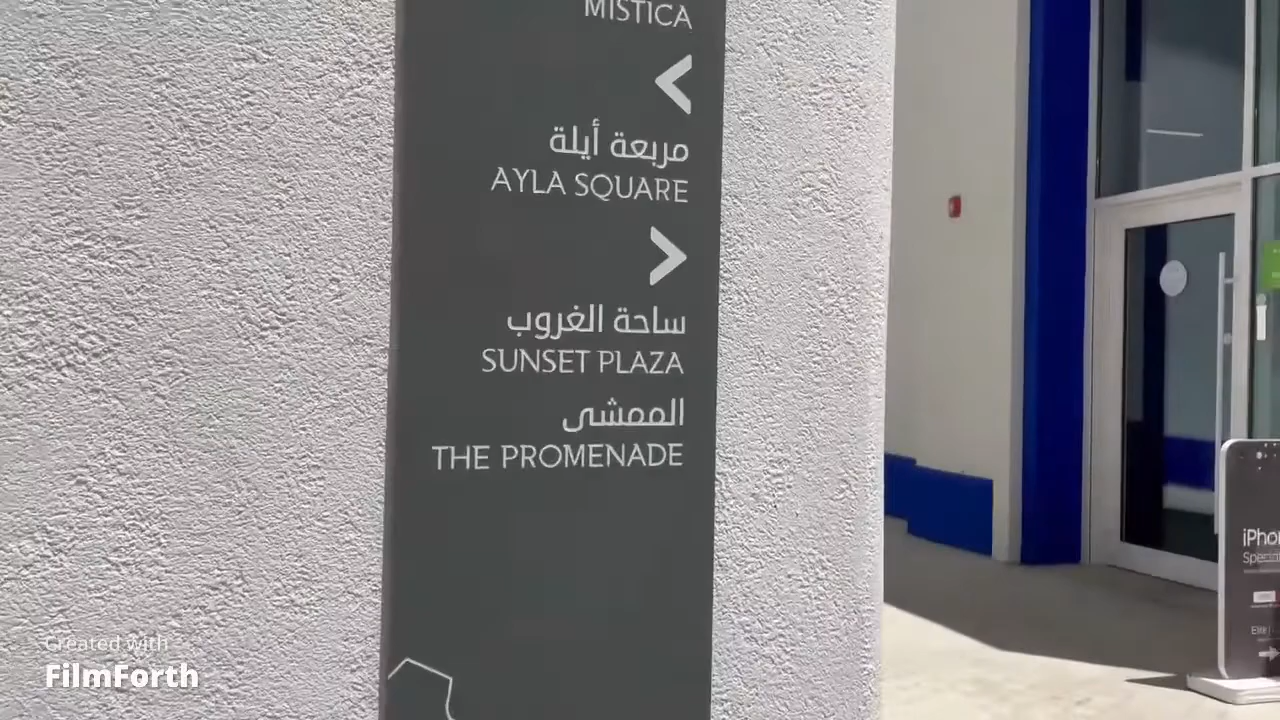 MISTICA
مربعة أيلة
AYLA SQUARE
ساحة الغروب
SUNSET PLAZA
الممشى
THE PROMENADE
Created with
FilmForth